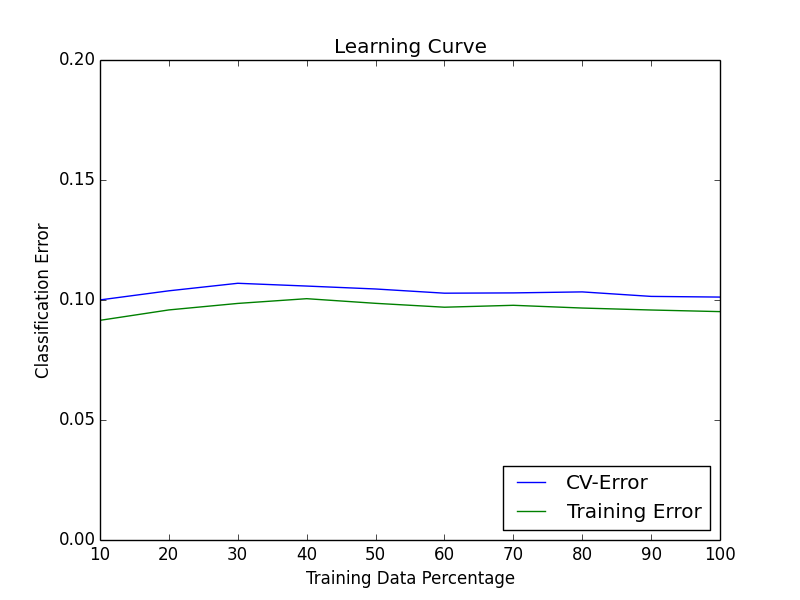 Learning Curve
0.20
0.15
0.10
0.05
0.00
Classification Error
CV-Error
Training Error
10 20 30 40 50 60 70 80 90 100
Training Data Percentage